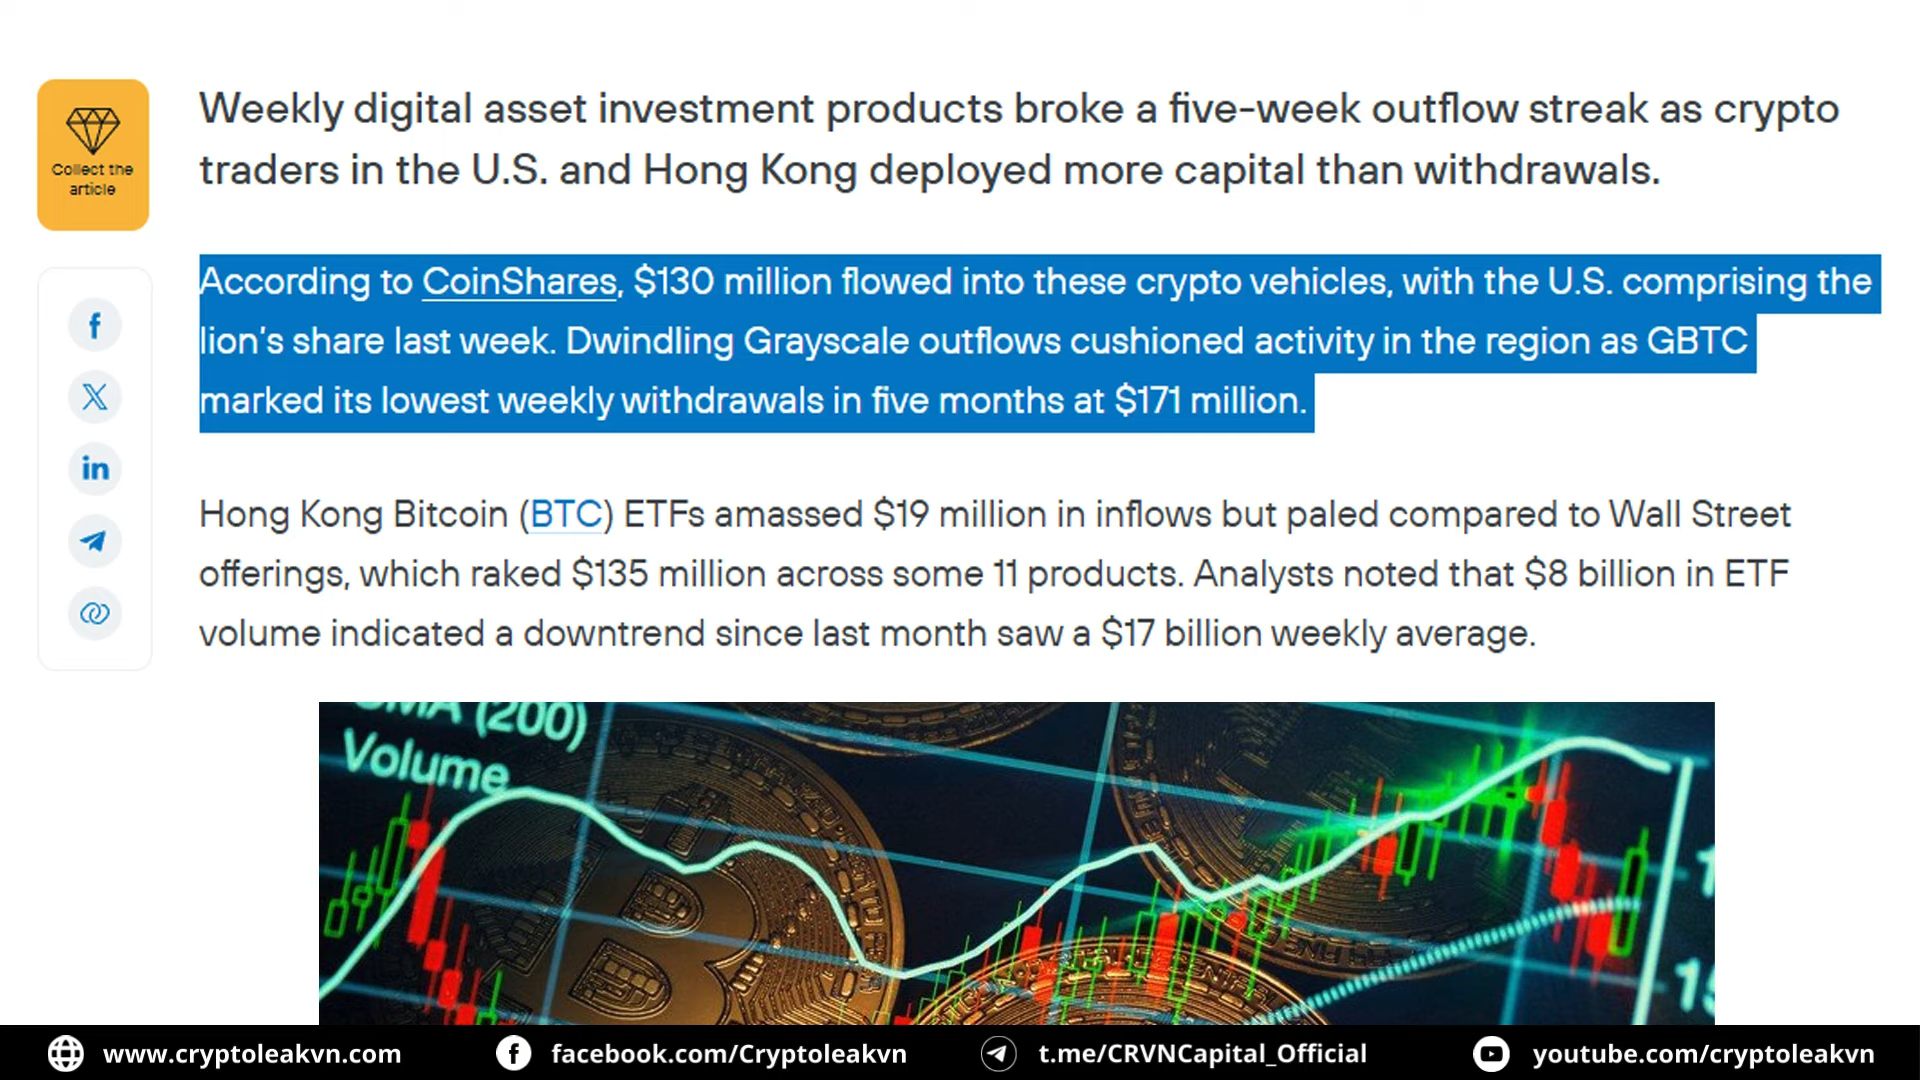 Collect the
article
Weekly digital asset investment products broke a five-week outflow streak as crypto
traders in the U.S. and Hong Kong deployed more capital than withdrawals.
According to CoinShares, $130 million flowed into these crypto vehicles, with the U.S. comprising the
lion’s share last week. Dwindling Grayscale outflows cushioned activity in the region as GBTC
marked its lowest weekly withdrawals in five months at $171 million.
Hong Kong Bitcoin (BTC) ETFs amassed $19 million in inflows but paled compared to Wall Street
offerings, which raked $135 million across some 11 products. Analysts noted that $8 billion in ETF
volume indicated a downtrend since last month saw a $17 billion weekly average.
(200)
Volume
www.cryptoleakvn.com
facebook.com/Cryptoleakvn
t.me/CRVNCapital_Official
youtube.com/cryptoleakvn